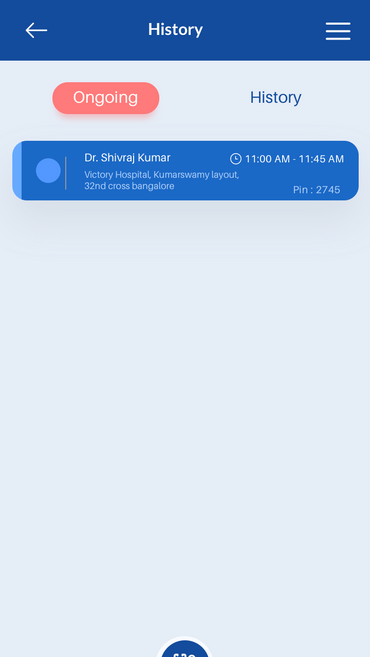 History
Ongoing
History
Dr. Shivraj Kumar
11:00 AM - 11:45 AM
Victory Hospital, Kumarswamy layout,
32nd cross bangalore
Pin : 2745